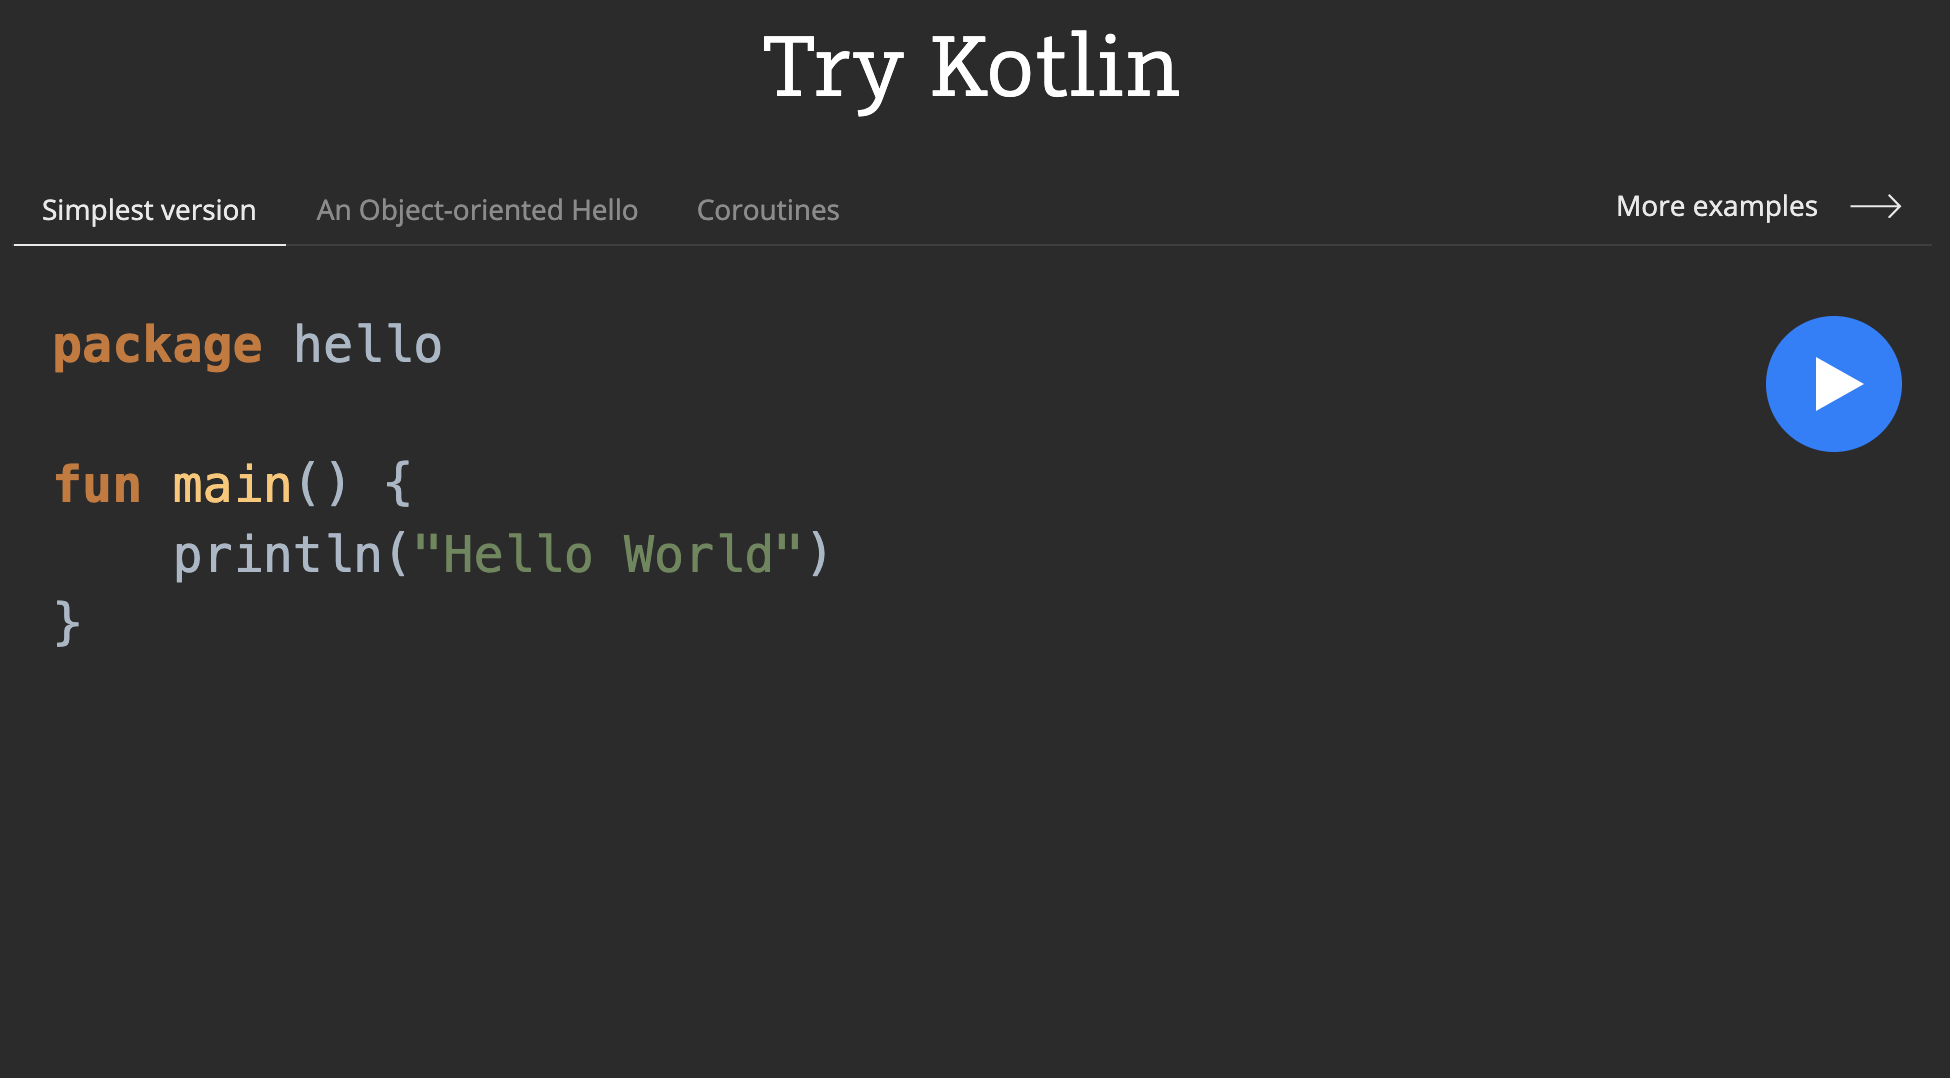 Try Kotlin
Simplest version An Object-oriented Hello Coroutines More examples
package hello
fun main() {
    println("Hello World")
}